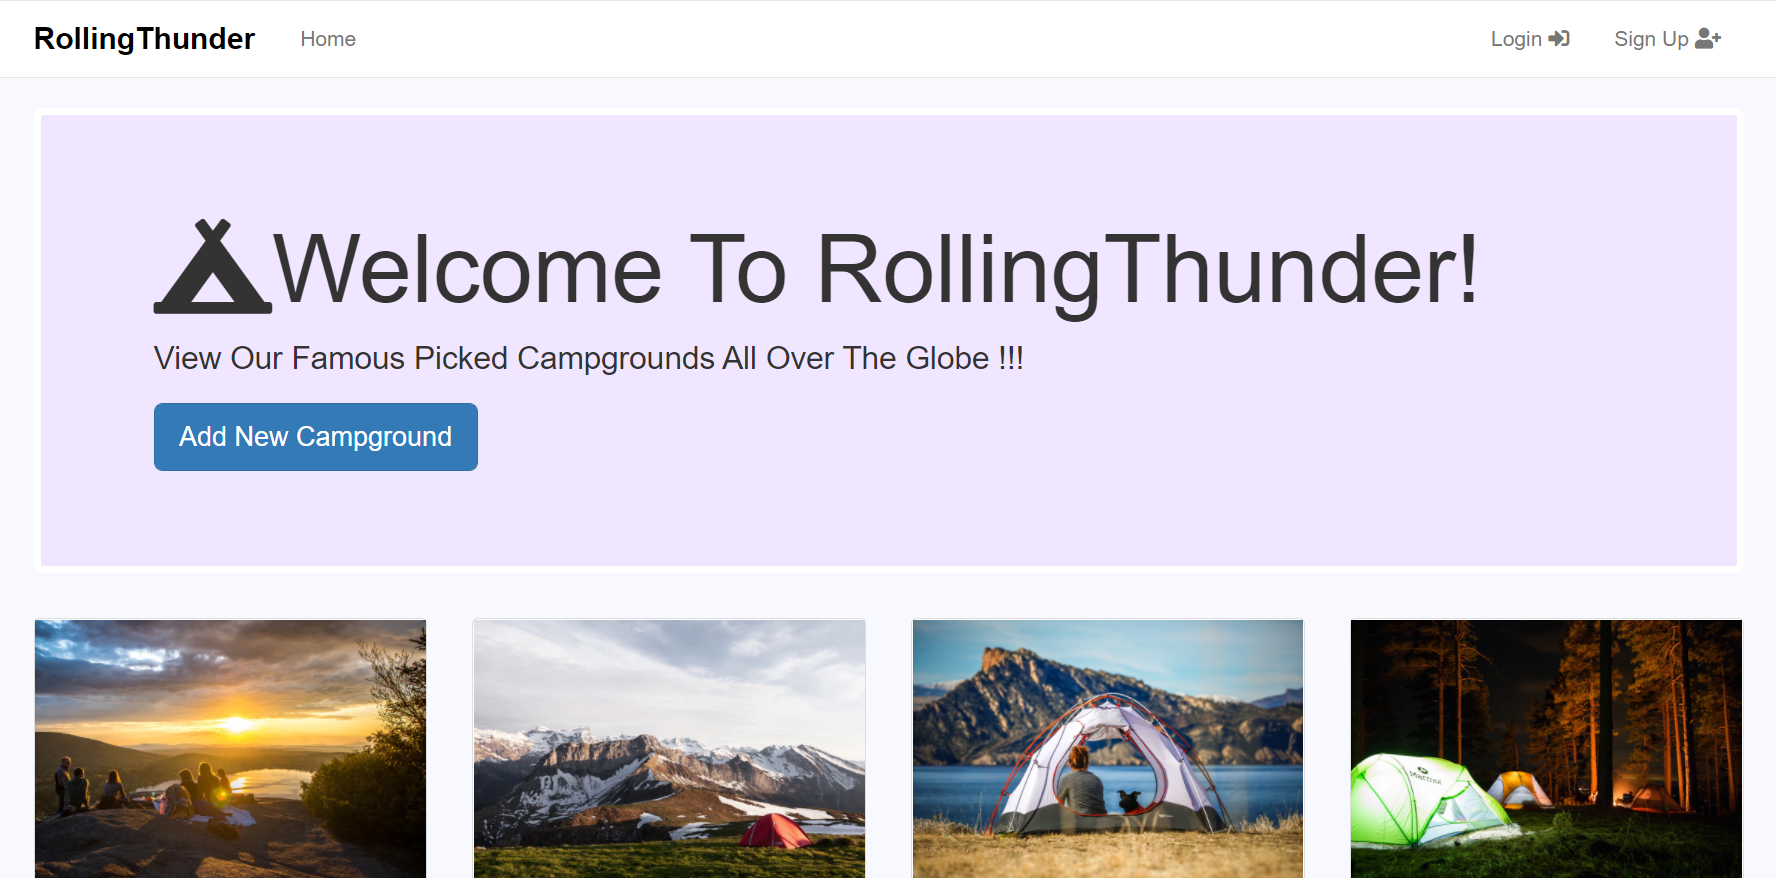 RollingThunder Home Login Sign Up
Welcome To RollingThunder!
View Our Famous Picked Campgrounds All Over The Globe !!!
Add New Campground
Marmot